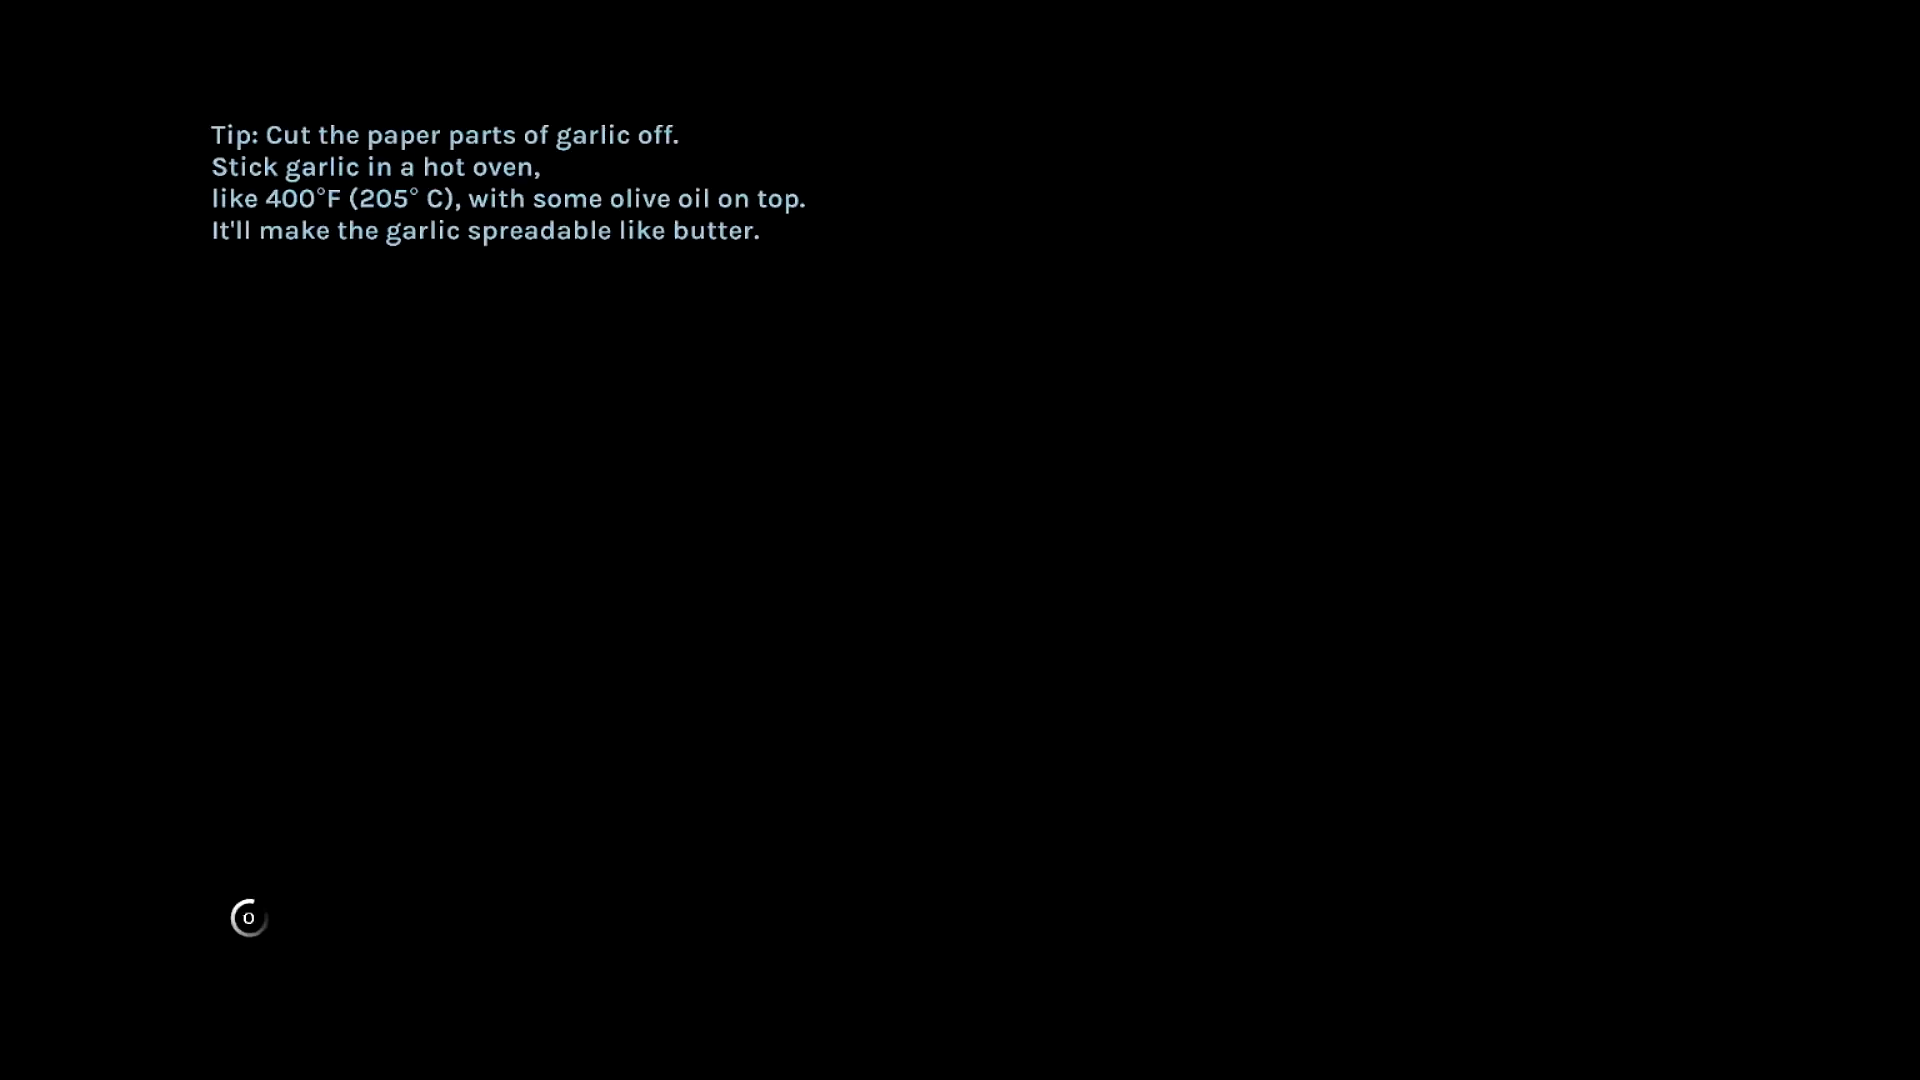 Tip: Cut the paper parts of garlic off.
Stick garlic in a hot oven,
like 400°F (205° C), with some olive oil on top.
It'll make the garlic spreadable like butter.
0